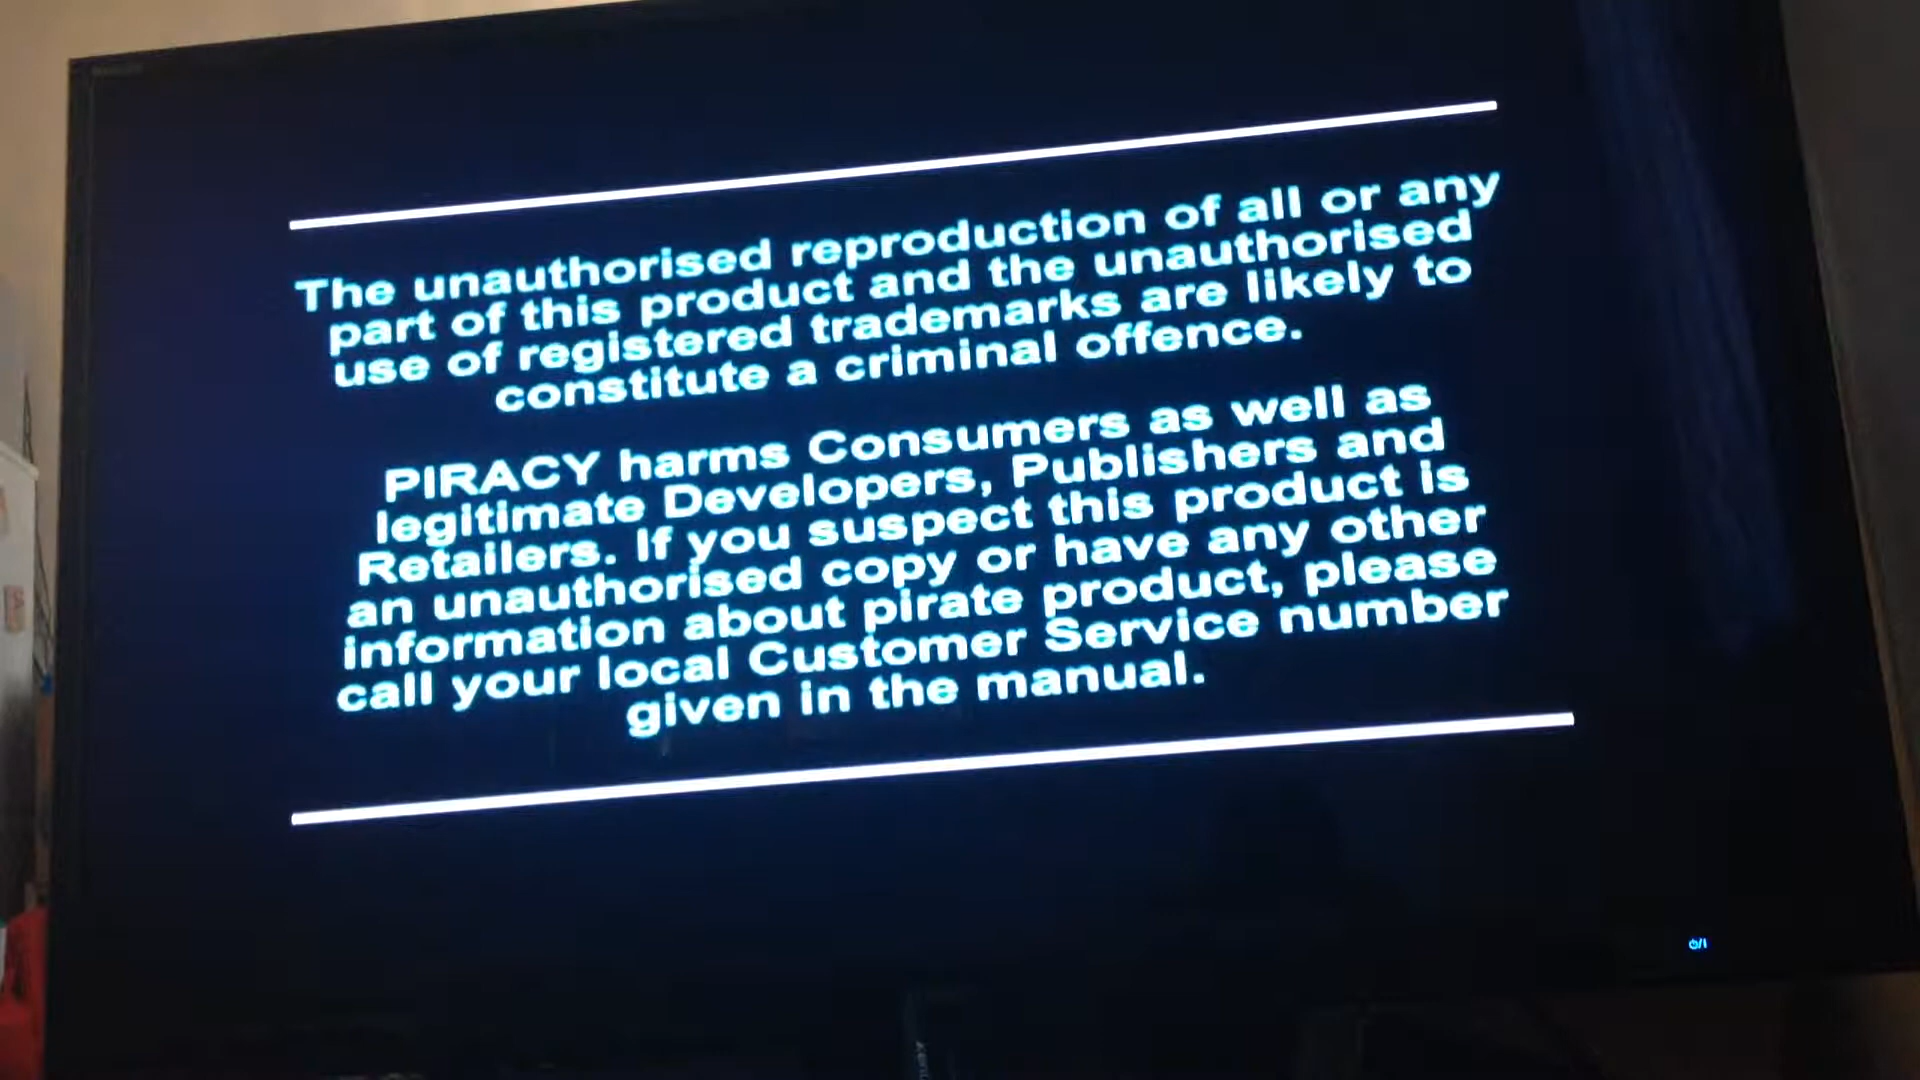 The unauthorised reproduction of all or any
part of this product and the unauthorised
use of registered trademarks are likely to
constitute a criminal offence.
PIRACY harms Consumers as well as
legitimate Developers, Publishers and
Retailers. If you suspect this product is
an unauthorised copy or have any other
information about pirate product, please
call your local Customer Service number
given in the manual.